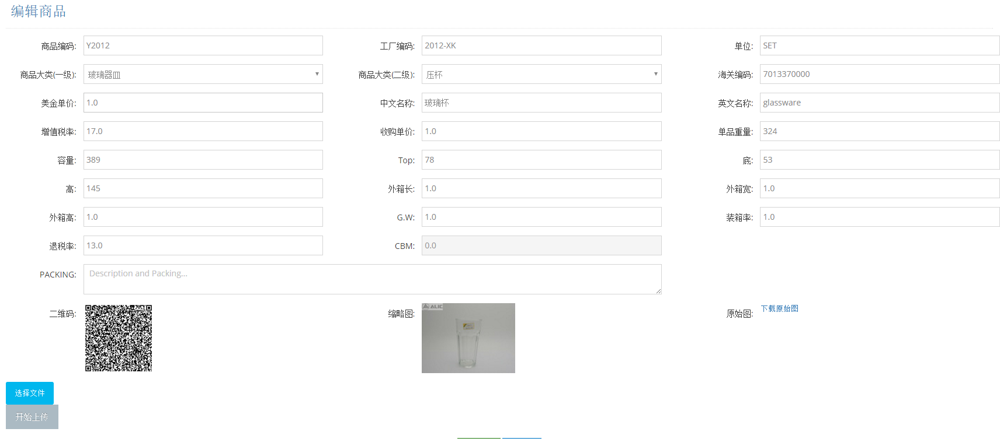 编辑商品
商品编码: Y2012 工厂编码: 2012-XK 单位: SET
商品大类(一级): 玻璃器皿 商品大类(二级): 压杯 海关编码: 7013370000
美金单价: 1.0 中文名称: 玻璃杯 英文名称: glassware
增值税率: 17.0 收购单价: 1.0 单品重量: 324
容量: 389 Top: 78 底: 53
高: 145 外箱长: 1.0 外箱宽: 1.0
外箱高: 1.0 G.W: 1.0 装箱率: 1.0
退税率: 13.0 CBM: 0.0
PACKING: Description and Packing...
二维码: 缩略图: ALIC 原始图: 下载原始图
选择文件
开始上传